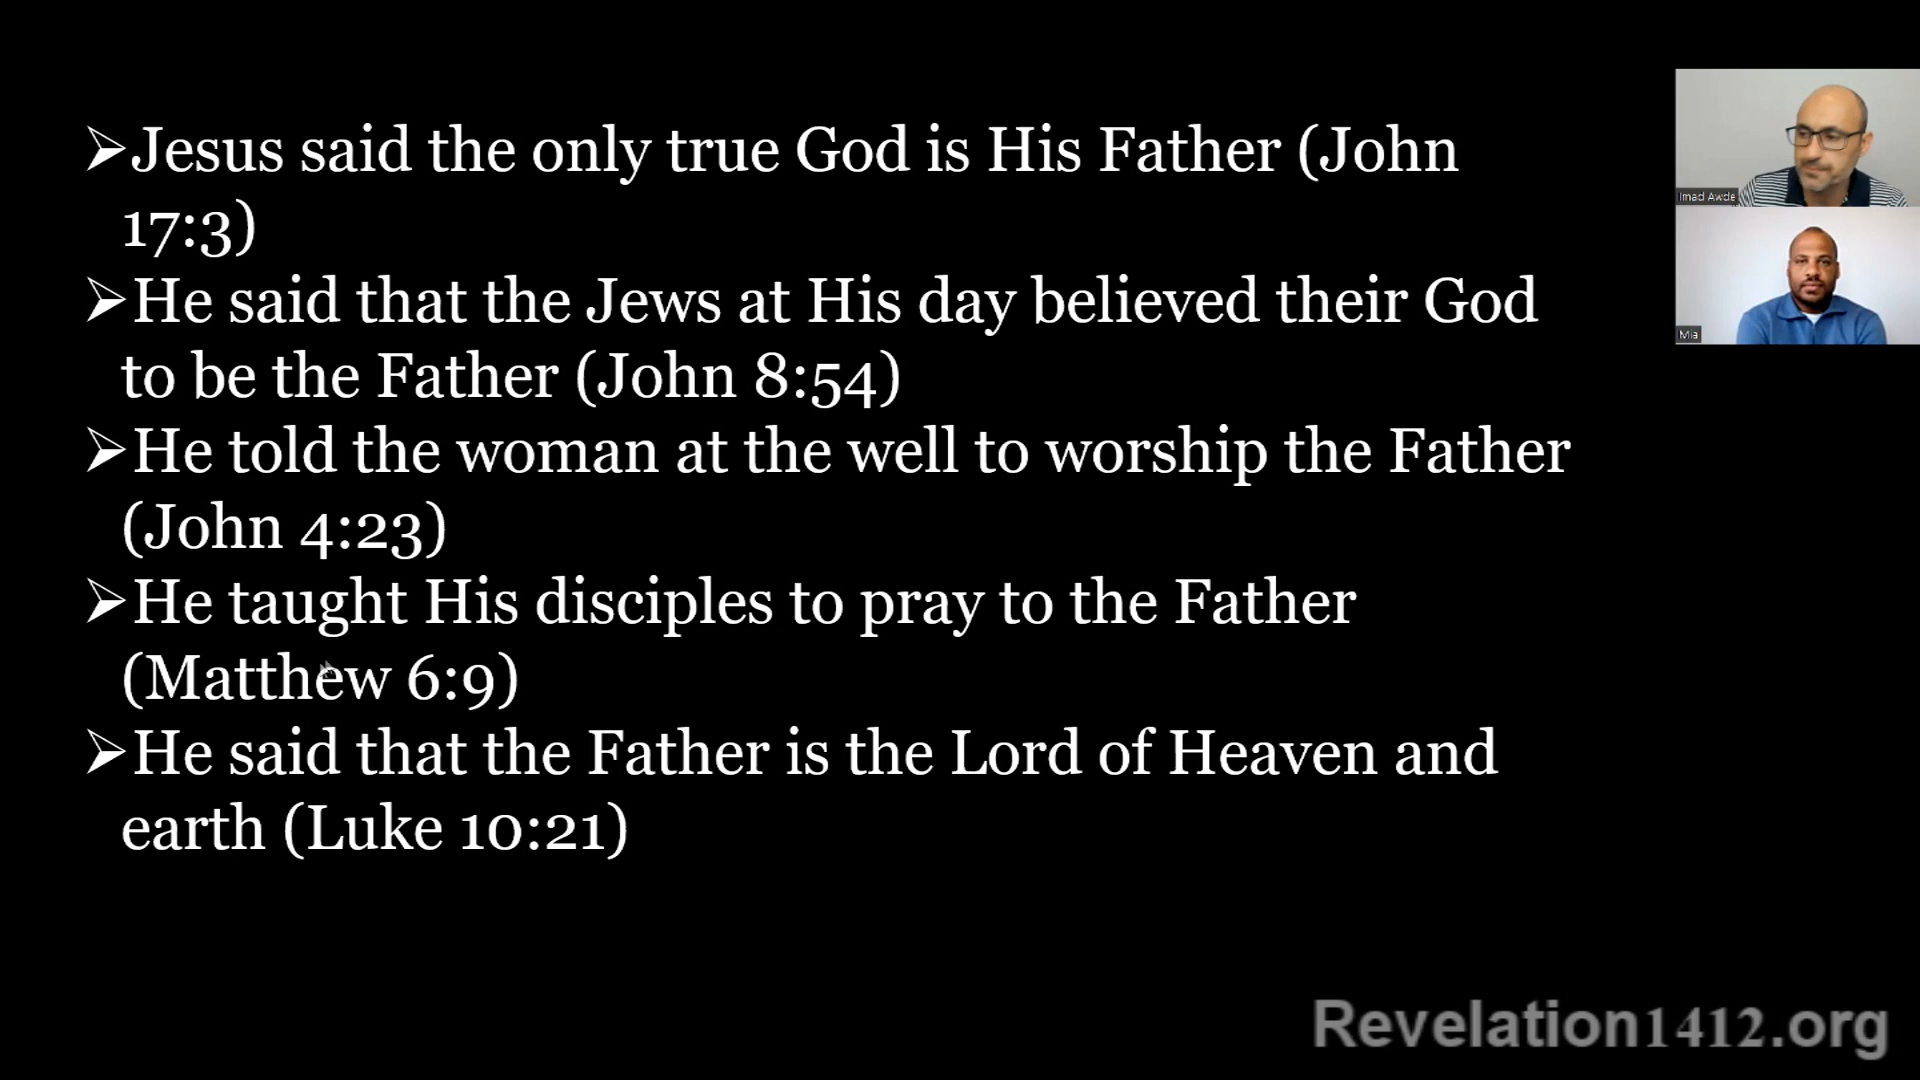 ➢Jesus said the only true God is His Father (John
17:3)
➢He said that the Jews at His day believed their God
to be the Father (John 8:54)
➢He told the woman at the well to worship the Father
(John 4:23)
➢He taught His disciples to pray to the Father
(Matthew 6:9)
➢He said that the Father is the Lord of Heaven and
earth (Luke 10:21)
Imad Awde
Mia
Revelation1412.org